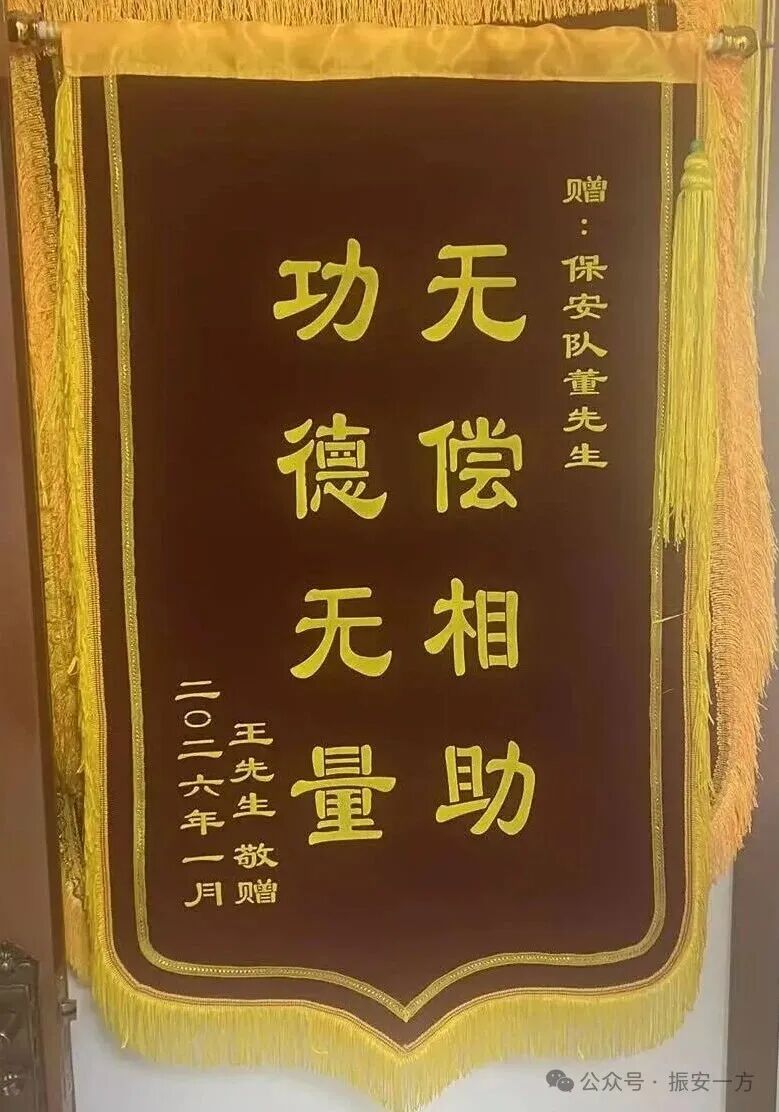 赠：保安队董先生
无偿相助
功德无量
王先生 敬赠
二〇二六年一月
公众号·振安一方